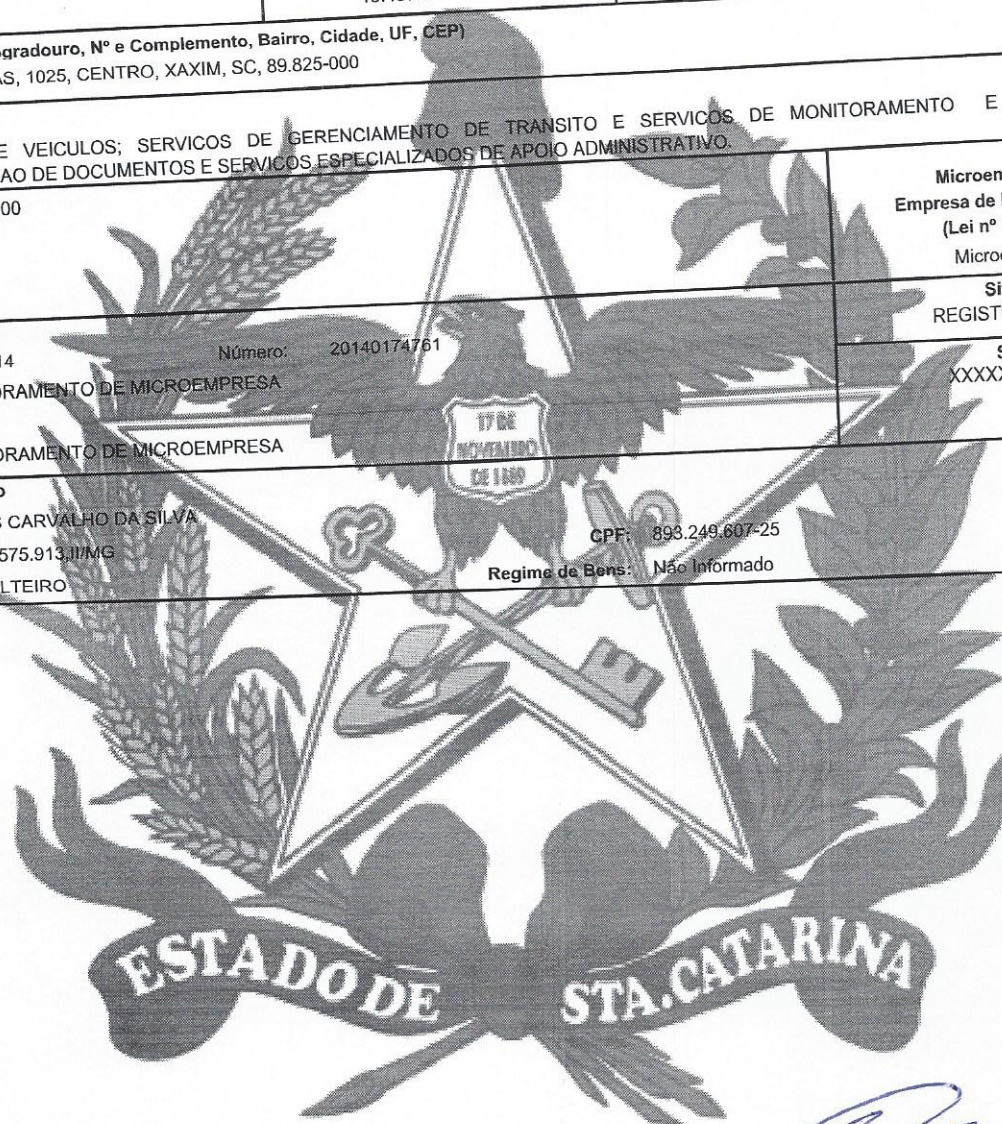 gradouro, Nº e Complemento, Bairro, Cidade, UF, CEP)
AS, 1025, CENTRO, XAXIM, SC, 89.825-000
E VEICULOS; SERVICOS DE GERENCIAMENTO DE TRANSITO E SERVICOS DE MONITORAMENTO E
AO DE DOCUMENTOS E SERVICOS ESPECIALIZADOS DE APOIO ADMINISTRATIVO.
00
Microem
Empresa de
(Lei nº
Microe
Si
REGIST
14
Número: 20140174761
ORAMENTO DE MICROEMPRESA
S
XXXXX
ORAMENTO DE MICROEMPRESA
17 DE
NOVEMBRO
DE 1889
o
S CARVALHO DA SILVA
CPF: 893.249.607-25
575.913,II/MG
Regime de Bens: Não Informado
LTEIRO
ESTADO DE STA.CATARINA